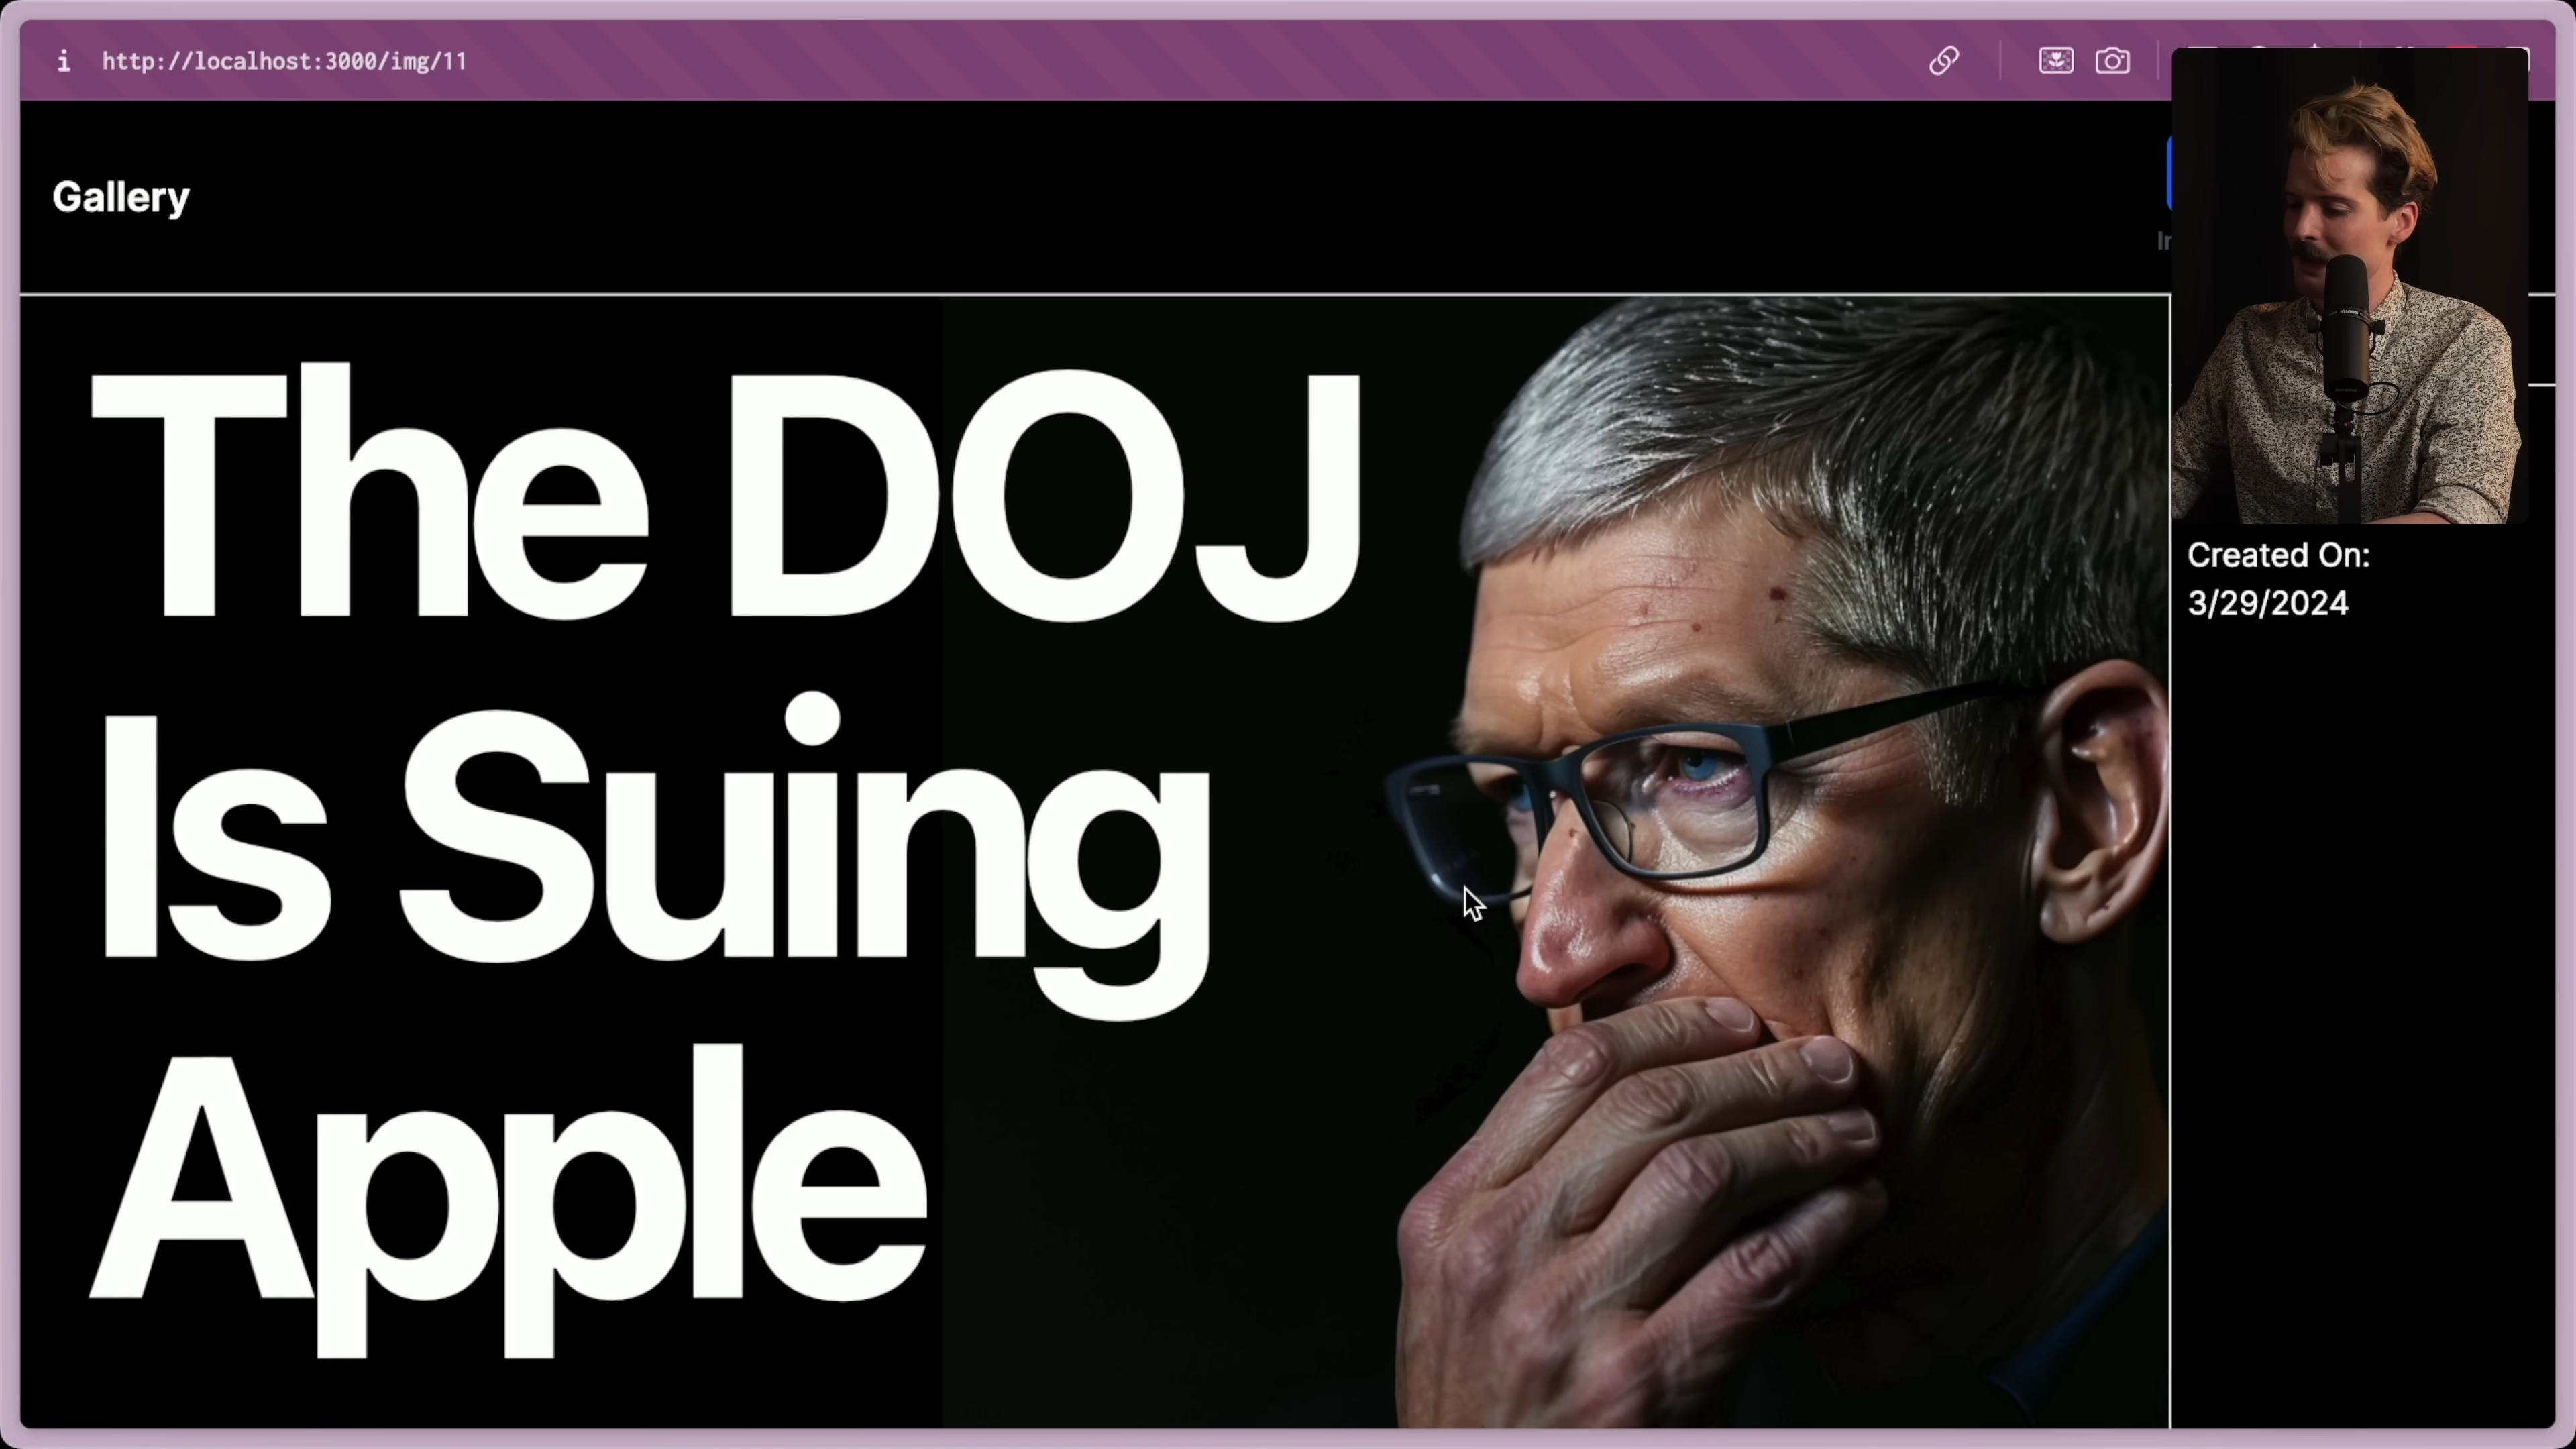 http://localhost:3000/img/11
Gallery
The DOJ
Is Suing
Apple
Created On:
3/29/2024